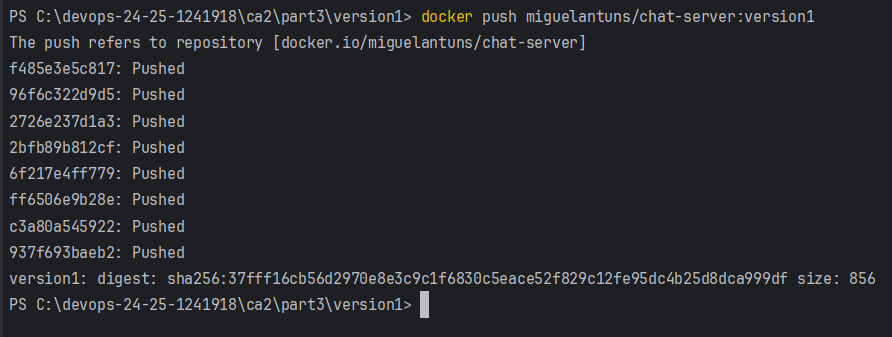 PS C:\devops-24-25-1241918\ca2\part3\version1> docker push miguelantuns/chat-server:version1
The push refers to repository [docker.io/miguelantuns/chat-server]
f485e3e5c817: Pushed
96f6c322d9d5: Pushed
2726e237d1a3: Pushed
2bfb89b812cf: Pushed
6f217e4ff779: Pushed
ff6506e9b28e: Pushed
c3a80a545922: Pushed
937f693baeb2: Pushed
version1: digest: sha256:37fff16cb56d2970e8e3c9c1f6830c5eace52f829c12fe95dc4b25d8dca999df size: 856
PS C:\devops-24-25-1241918\ca2\part3\version1>